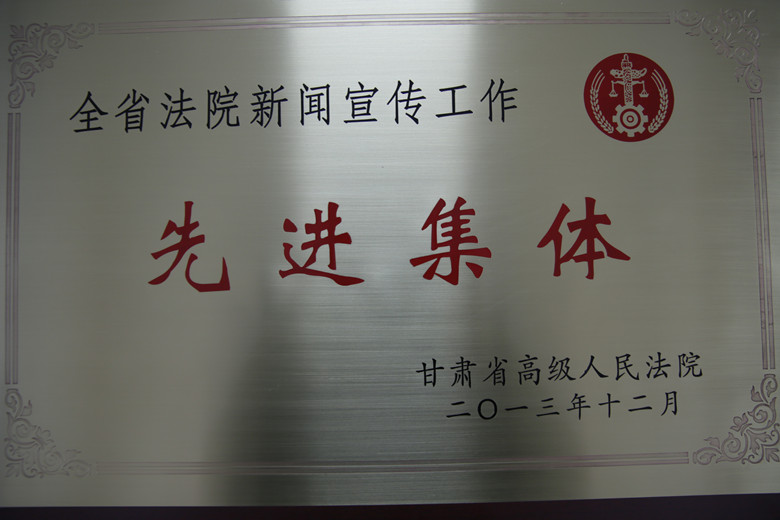 全省法院新闻宣传工作
先进集体
甘肃省高级人民法院
二〇一三年十二月